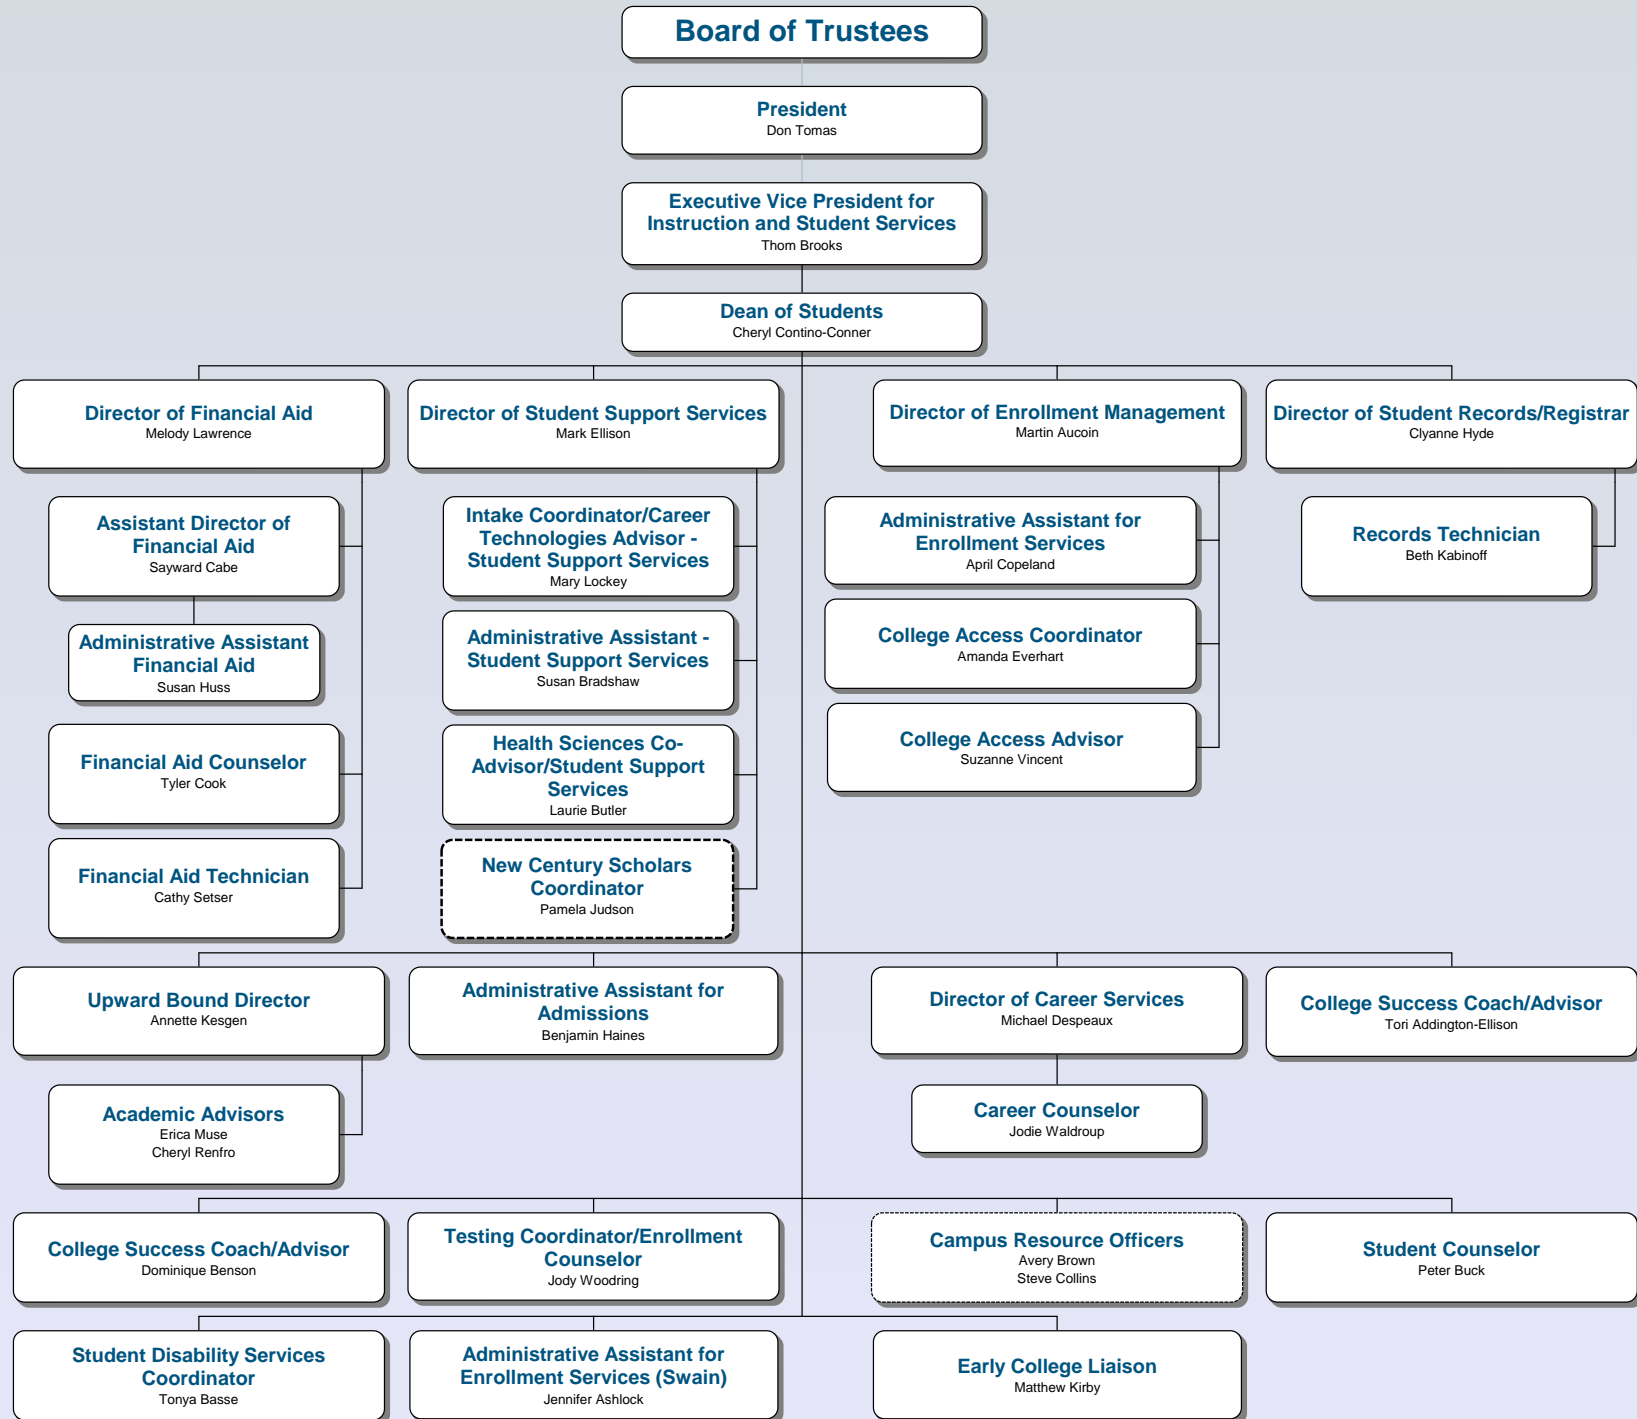 Board of Trustees
President
Don Tomas
Executive Vice President for
Instruction and Student Services
Thom Brooks
Dean of Students
Cheryl Contino-Conner
Director of Financial Aid
Melody Lawrence
Director of Student Support Services
Mark Ellison
Director of Enrollment Management
Martin Aucoin
Director of Student Records/Registrar
Clyanne Hyde
Assistant Director of
Financial Aid
Sayward Cabe
Administrative Assistant
Financial Aid
Susan Huss
Financial Aid Counselor
Tyler Cook
Financial Aid Technician
Cathy Setser
Intake Coordinator/Career
Technologies Advisor -
Student Support Services
Mary Lockey
Administrative Assistant -
Student Support Services
Susan Bradshaw
Health Sciences Co-
Advisor/Student Support
Services
Laurie Butler
New Century Scholars
Coordinator
Pamela Judson
Administrative Assistant for
Enrollment Services
April Copeland
College Access Coordinator
Amanda Everhart
College Access Advisor
Suzanne Vincent
Records Technician
Beth Kabinoff
Upward Bound Director
Annette Kesgen
Administrative Assistant for
Admissions
Benjamin Haines
Director of Career Services
Michael Despeaux
College Success Coach/Advisor
Tori Addington-Ellison
Academic Advisors
Erica Muse
Cheryl Renfro
Career Counselor
Jodie Waldroup
College Success Coach/Advisor
Dominique Benson
Testing Coordinator/Enrollment
Counselor
Jody Woodring
Campus Resource Officers
Avery Brown
Steve Collins
Student Counselor
Peter Buck
Student Disability Services
Coordinator
Tonya Basse
Administrative Assistant for
Enrollment Services (Swain)
Jennifer Ashlock
Early College Liaison
Matthew Kirby